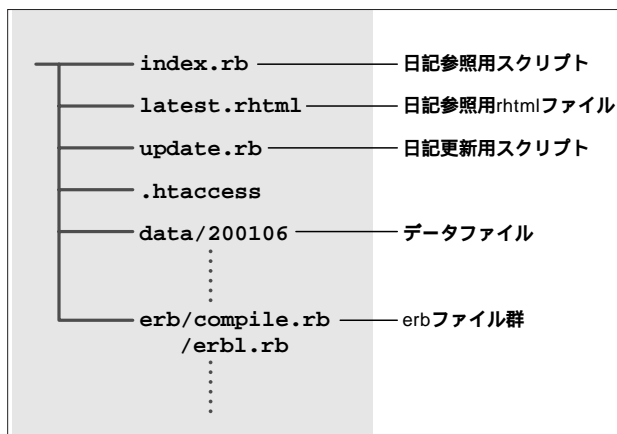 index.rb 日記参照用スクリプト
latest.rhtml 日記参照用rhtmlファイル
update.rb 日記更新用スクリプト
.htaccess
data/200106 データファイル
erb/compile.rb erbファイル群
/erbl.rb